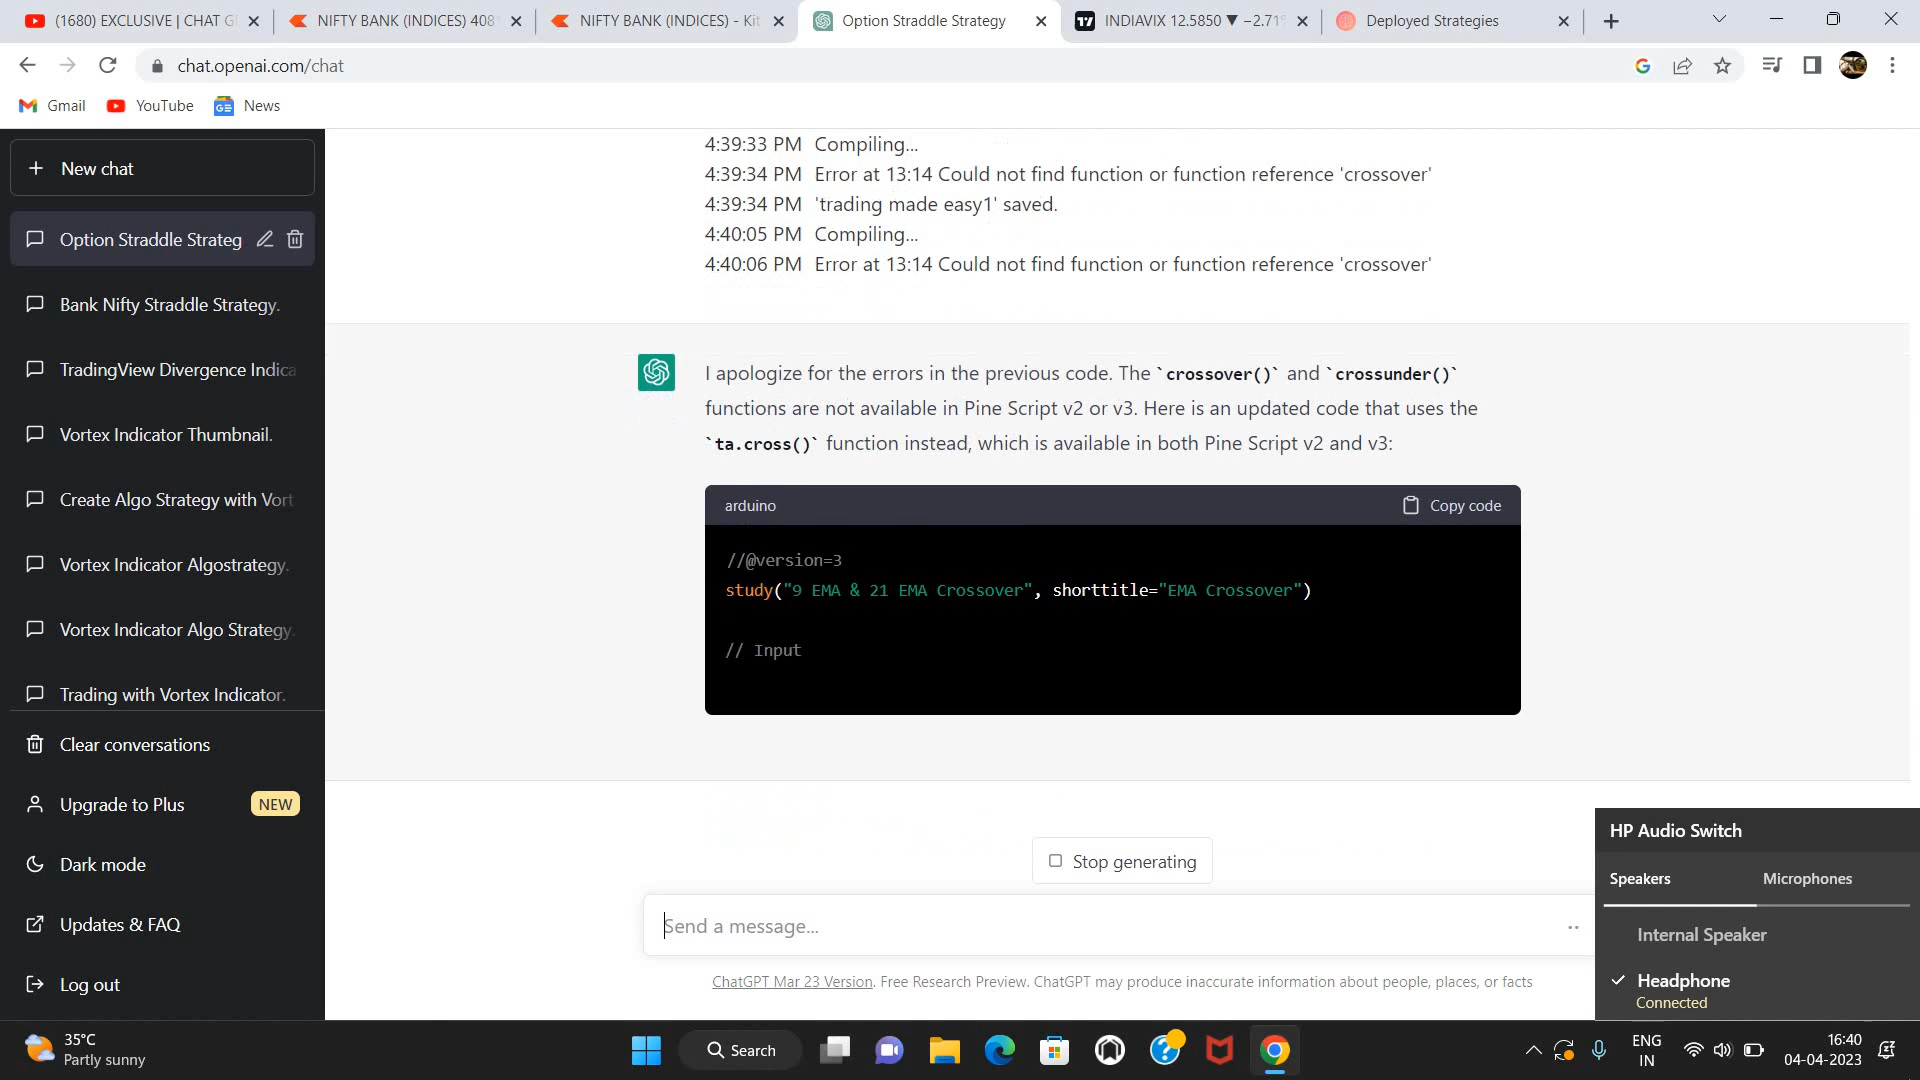 (1680) EXCLUSIVE | CHAT G
NIFTY BANK (INDICES) 408
NIFTY BANK (INDICES) - Kit
Option Straddle Strategy
INDIAVIX 12.5850 ▼ −2.71
Deployed Strategies
chat.openai.com/chat
Gmail
YouTube
News
New chat
Option Straddle Strateg
Bank Nifty Straddle Strategy.
TradingView Divergence Indica
Vortex Indicator Thumbnail.
Create Algo Strategy with Vort
Vortex Indicator Algostrategy.
Vortex Indicator Algo Strategy.
Trading with Vortex Indicator.
Clear conversations
Upgrade to Plus
NEW
Dark mode
Updates & FAQ
Log out
4:39:33 PM Compiling...
4:39:34 PM Error at 13:14 Could not find function or function reference 'crossover'
4:39:34 PM 'trading made easy1' saved.
4:40:05 PM Compiling...
4:40:06 PM Error at 13:14 Could not find function or function reference 'crossover'
I apologize for the errors in the previous code. The `crossover()` and `crossunder()`
functions are not available in Pine Script v2 or v3. Here is an updated code that uses the
`ta.cross()` function instead, which is available in both Pine Script v2 and v3:
arduino
Copy code
//@version=3
study("9 EMA & 21 EMA Crossover", shorttitle="EMA Crossover")
// Input
Stop generating
Send a message...
ChatGPT Mar 23 Version. Free Research Preview. ChatGPT may produce inaccurate information about people, places, or facts
HP Audio Switch
Speakers
Microphones
Internal Speaker
Headphone
Connected
35°C
Partly sunny
Search
ENG
IN
16:40
04-04-2023